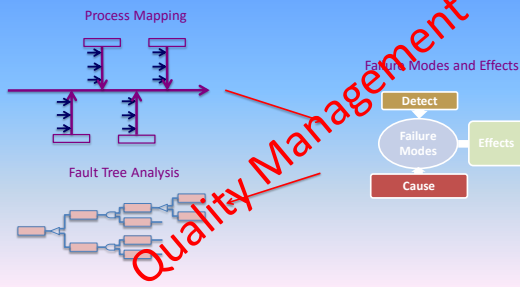 Process Mapping
Failure Modes and Effects
Detect
Failure
Modes
Effects
Cause
Fault Tree Analysis
Quality Management